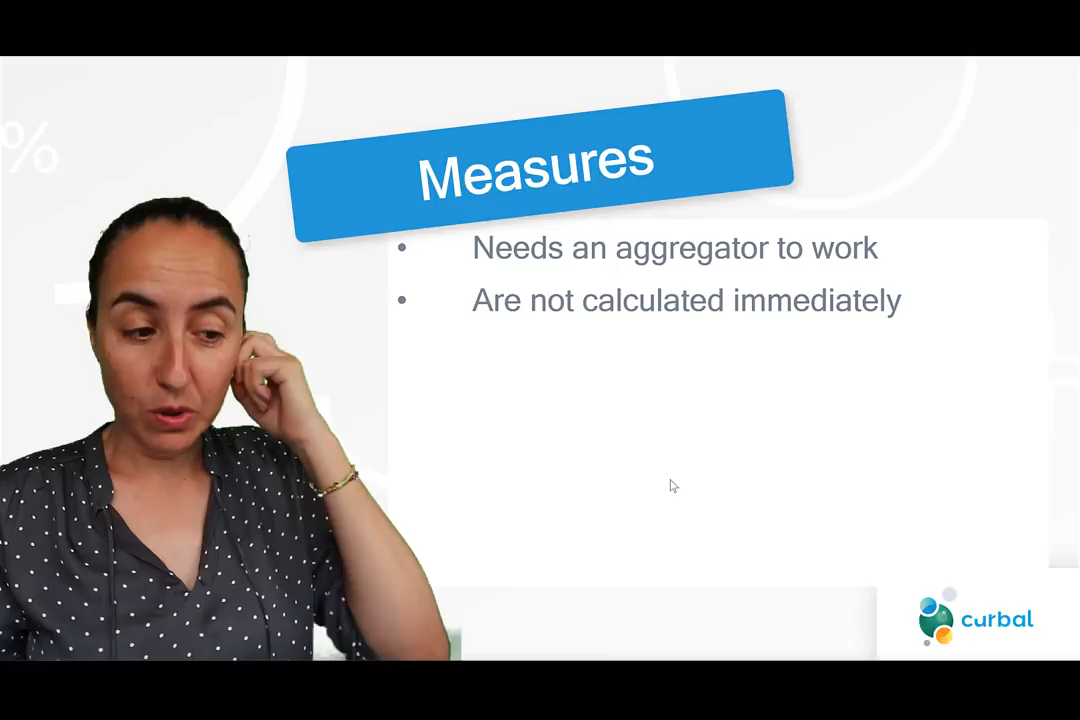 %
Measures
• Needs an aggregator to work
• Are not calculated immediately
curbal